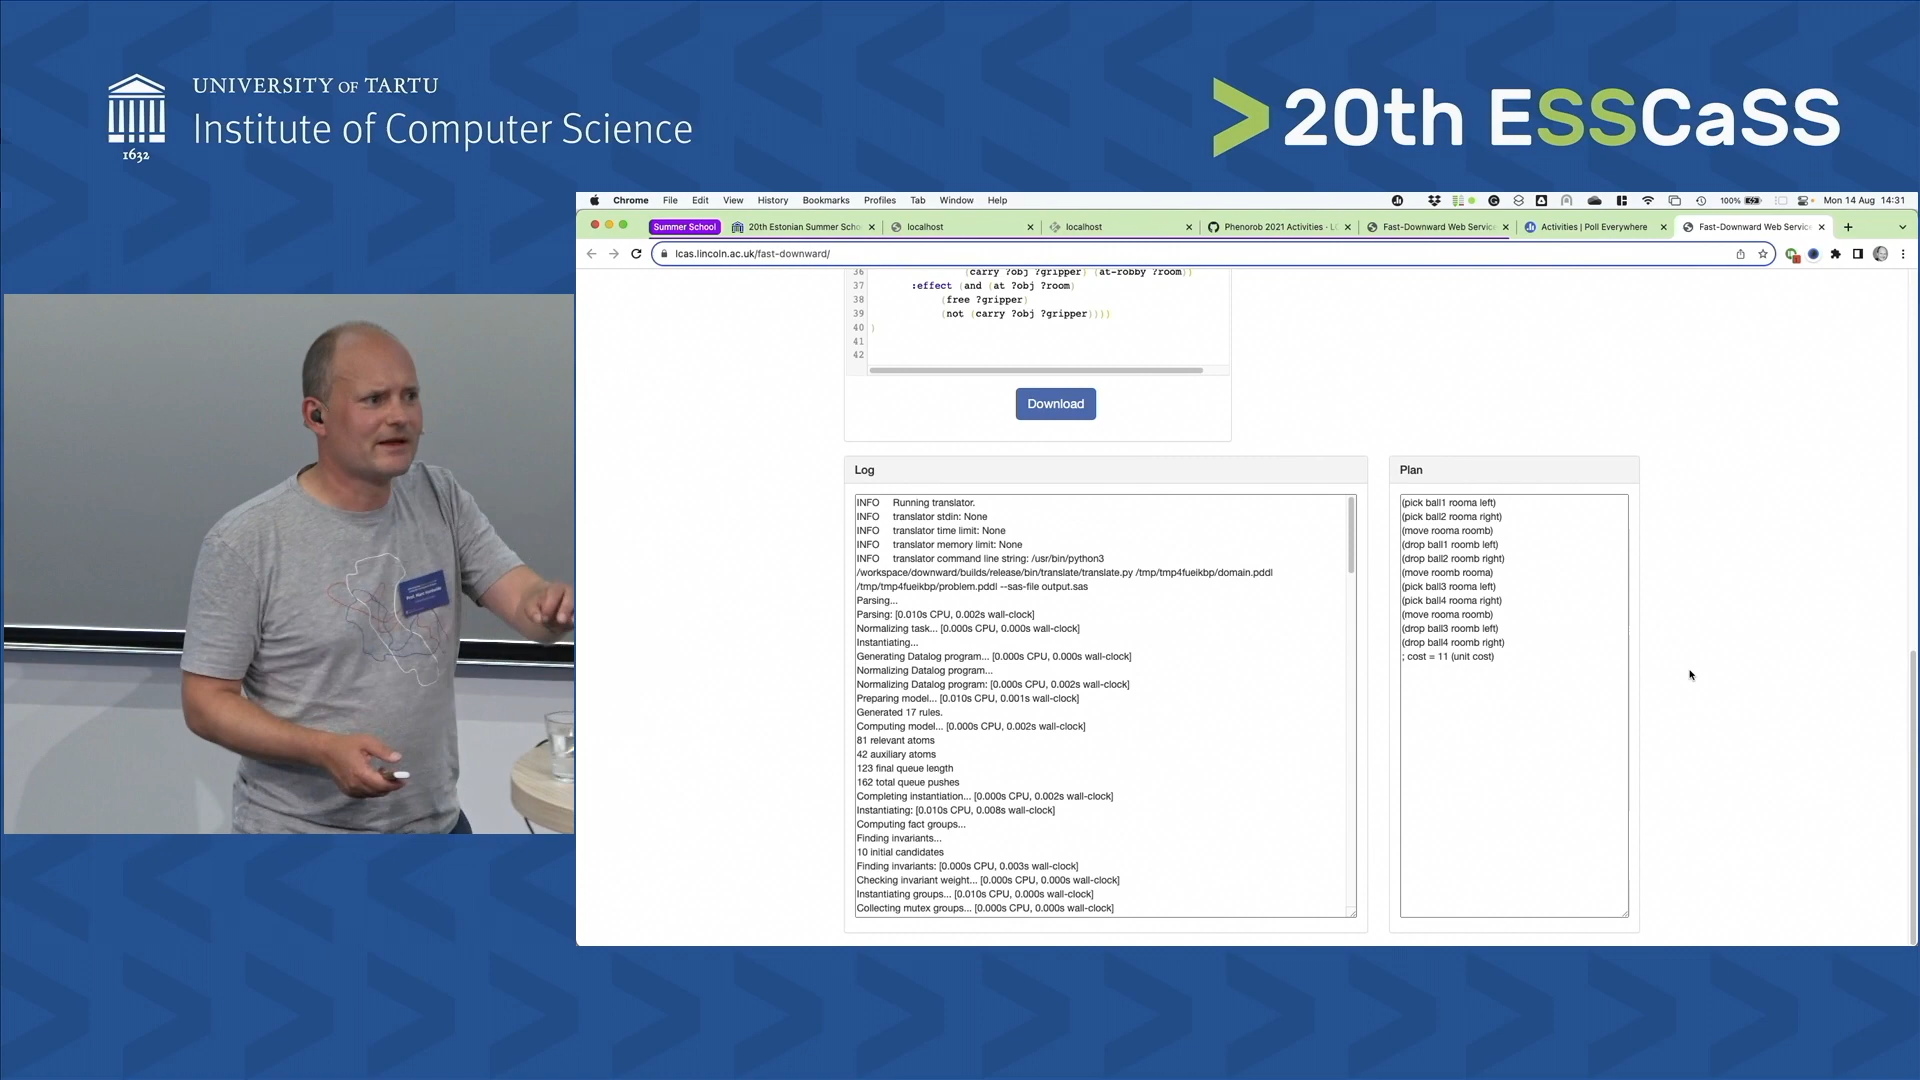 UNIVERSITY OF TARTU
Institute of Computer Science
1632
>20th ESSCaSS
Chrome File Edit View History Bookmarks Profiles Tab Window Help
100% Mon 14 Aug 14:31
Summer School 20th Estonian Summer Scho localhost localhost Phenorob 2021 Activities · L Fast-Downward Web Service Activities | Poll Everywhere Fast-Downward Web Service
lcas.lincoln.ac.uk/fast-downward/
36 (carry ?obj ?gripper) (at-robby ?room))
37 :effect (and (at ?obj ?room)
38 (free ?gripper)
39 (not (carry ?obj ?gripper))))
40 )
41
42
Download
Log
INFO Running translator.
INFO translator stdin: None
INFO translator time limit: None
INFO translator memory limit: None
INFO translator command line string: /usr/bin/python3
/workspace/downward/builds/release/bin/translate/translate.py /tmp/tmp4fueikbp/domain.pddl
/tmp/tmp4fueikbp/problem.pddl --sas-file output.sas
Parsing...
Parsing: [0.010s CPU, 0.002s wall-clock]
Normalizing task... [0.000s CPU, 0.000s wall-clock]
Instantiating...
Generating Datalog program... [0.000s CPU, 0.000s wall-clock]
Normalizing Datalog program...
Normalizing Datalog program: [0.000s CPU, 0.002s wall-clock]
Preparing model... [0.010s CPU, 0.001s wall-clock]
Generated 17 rules.
Computing model... [0.000s CPU, 0.002s wall-clock]
81 relevant atoms
42 auxiliary atoms
123 final queue length
162 total queue pushes
Completing instantiation... [0.000s CPU, 0.002s wall-clock]
Instantiating: [0.010s CPU, 0.008s wall-clock]
Computing fact groups...
Finding invariants...
10 initial candidates
Finding invariants: [0.000s CPU, 0.003s wall-clock]
Checking invariant weight... [0.000s CPU, 0.000s wall-clock]
Instantiating groups... [0.010s CPU, 0.000s wall-clock]
Collecting mutex groups... [0.000s CPU, 0.000s wall-clock]
Plan
(pick ball1 rooma left)
(pick ball2 rooma right)
(move rooma roomb)
(drop ball1 roomb left)
(drop ball2 roomb right)
(move roomb rooma)
(pick ball3 rooma left)
(pick ball4 rooma right)
(move rooma roomb)
(drop ball3 roomb left)
(drop ball4 roomb right)
; cost = 11 (unit cost)